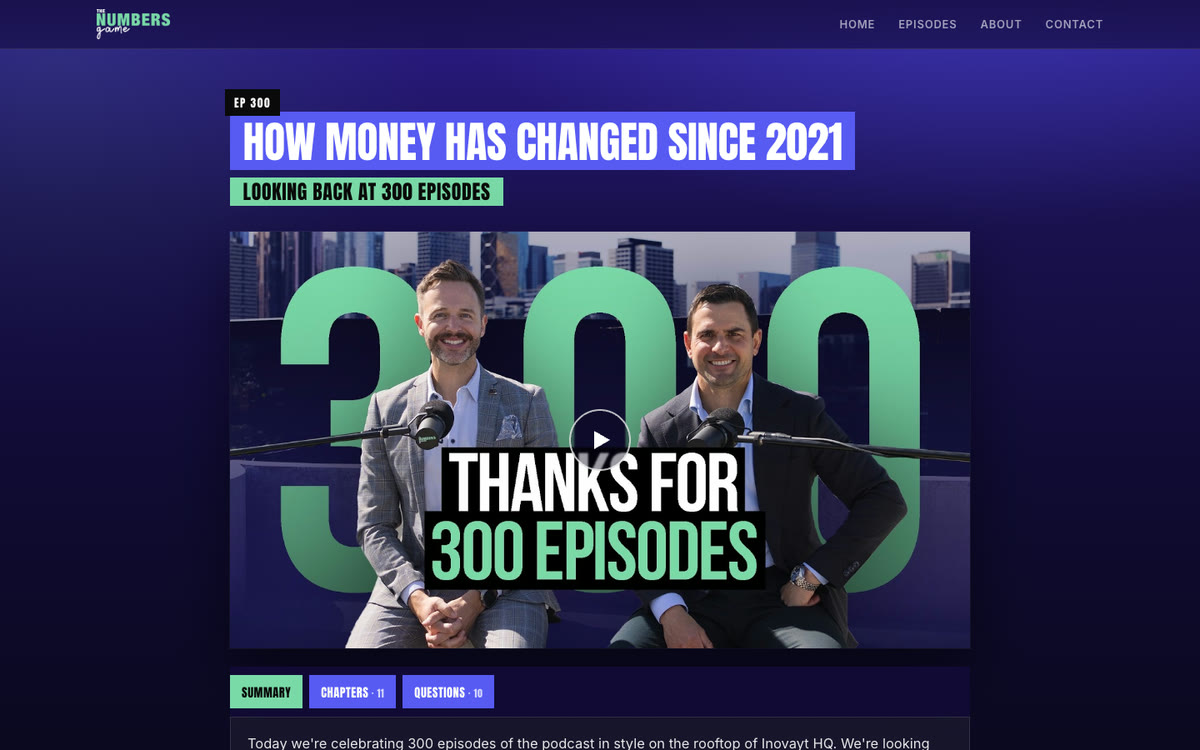 THE
NUMBERS
game
HOME EPISODES ABOUT CONTACT
EP 300
HOW MONEY HAS CHANGED SINCE 2021
LOOKING BACK AT 300 EPISODES
300
THANKS FOR
300 EPISODES
SUMMARY CHAPTERS · 11 QUESTIONS · 10
Today we're celebrating 300 episodes of the podcast in style on the rooftop of Inovayt HQ. We're looking